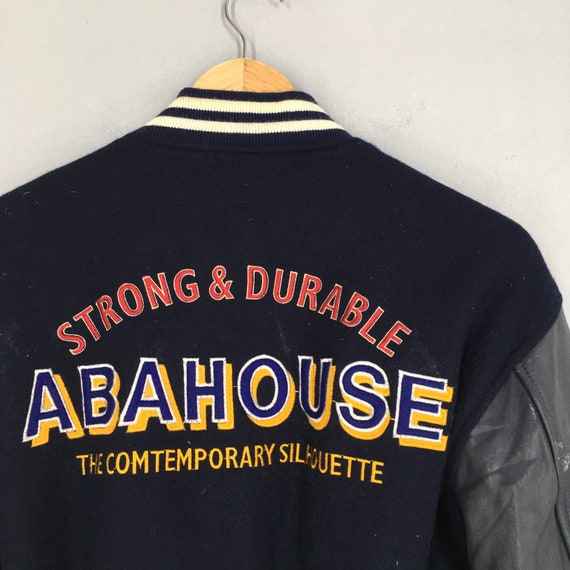 STRONG & DURABLE
ABAHOUSE
THE COMTEMPORARY SILHOUETTE